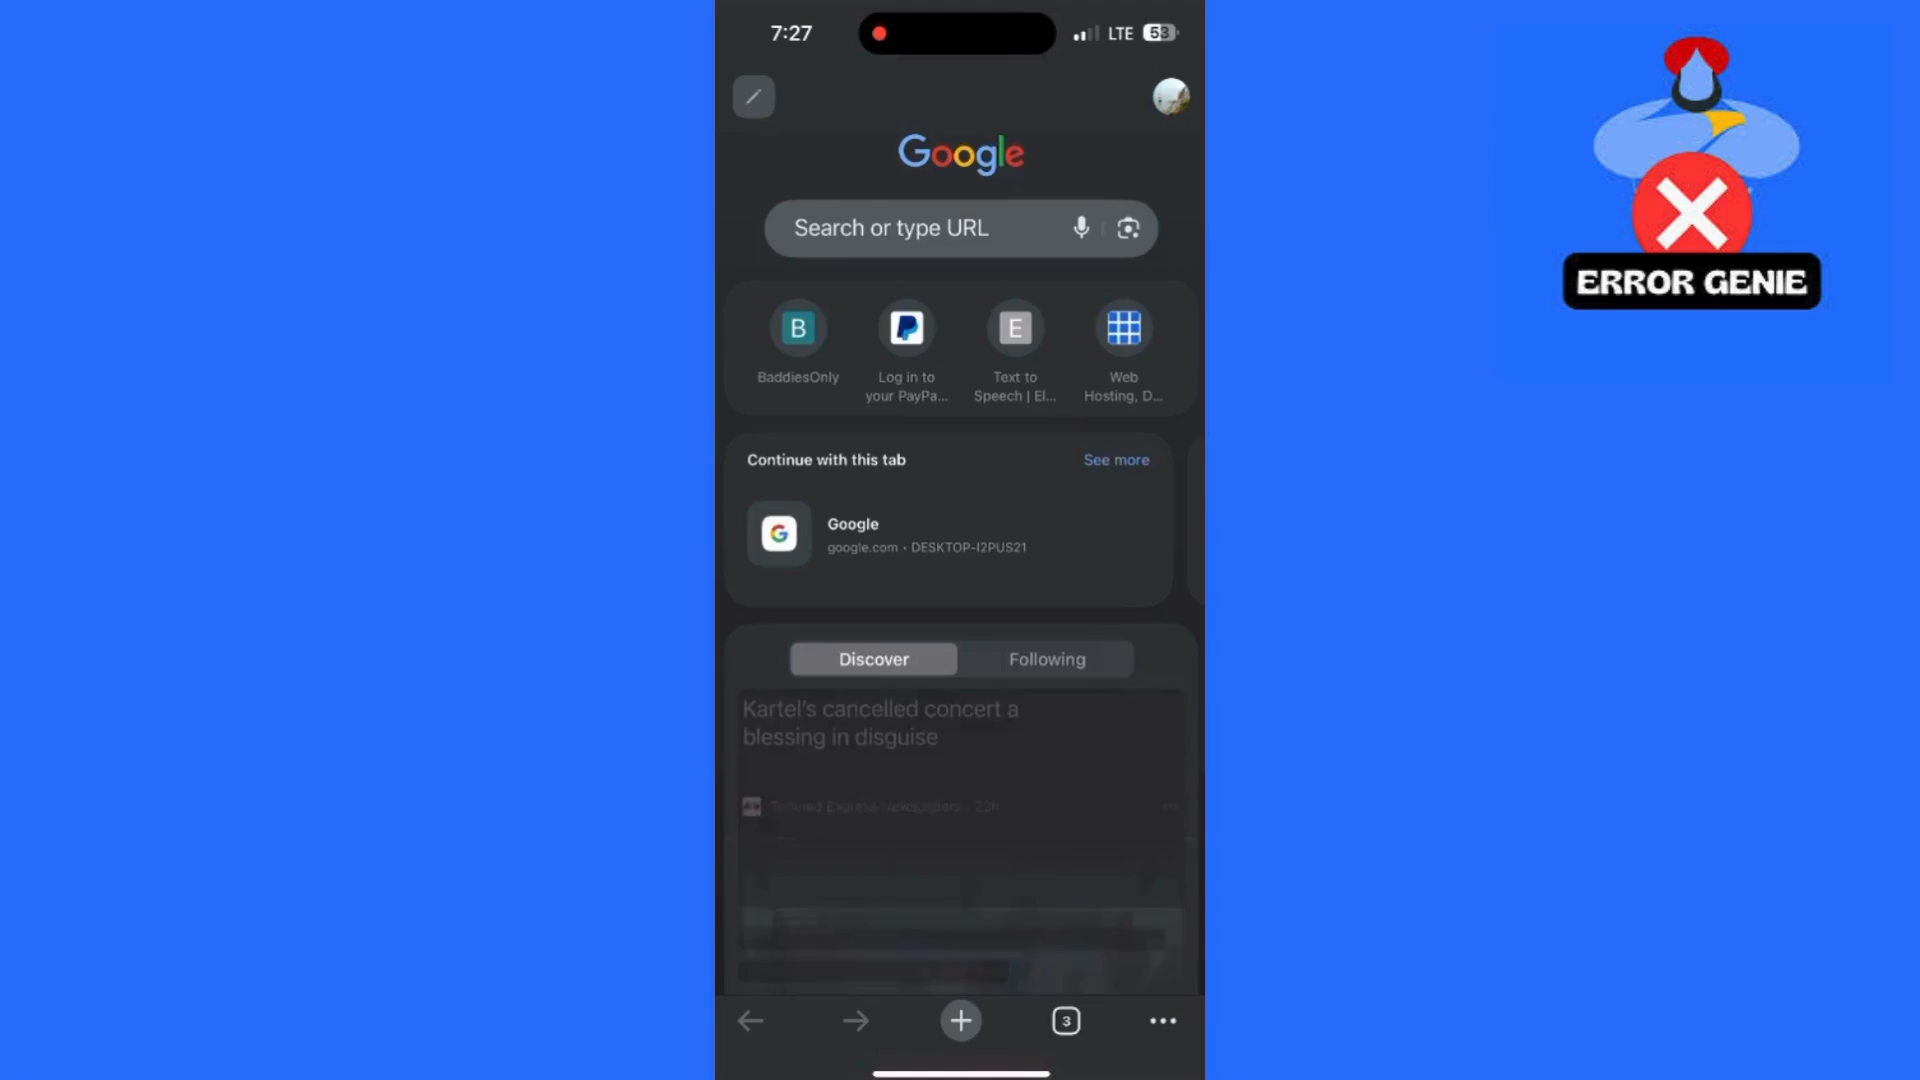 7:27
LTE 53
Google
Search or type URL
B
E
BaddiesOnly
Log in to
your PayPa...
Text to
Speech | El...
Web
Hosting, D...
Continue with this tab
See more
G
Google
google.com • DESKTOP-I2PUS21
Discover
Following
Kartel's cancelled concert a
blessing in disguise
Express Newspapers
3
ERROR GENIE